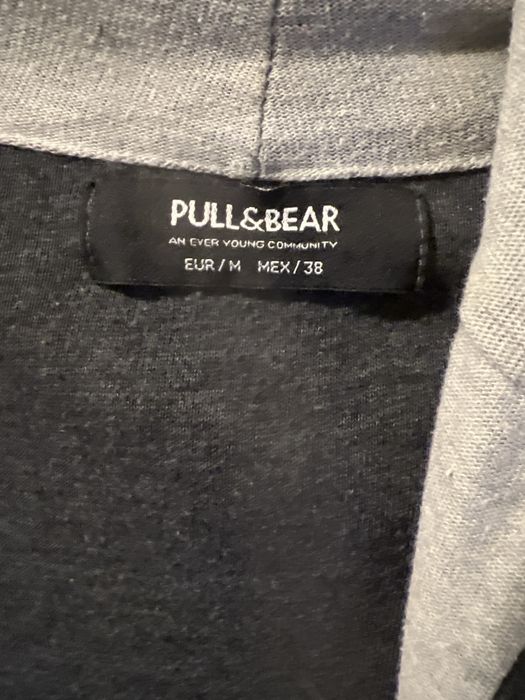 PULL&BEAR
AN EVER YOUNG COMMUNITY
EUR/M MEX/38